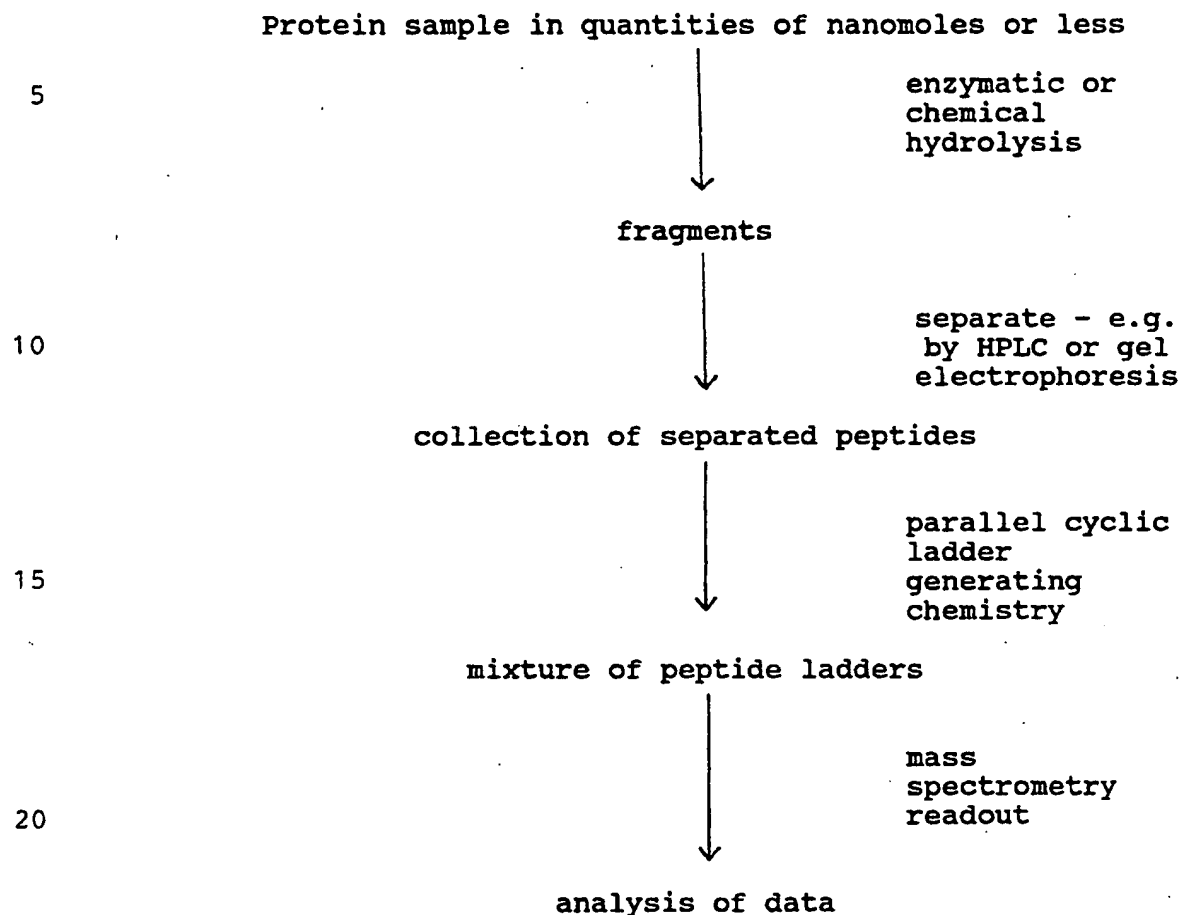 Protein sample in quantities of nanomoles or less
5
enzymatic or
chemical
hydrolysis
fragments
10
separate - e.g.
by HPLC or gel
electrophoresis
collection of separated peptides
parallel cyclic
ladder
15
generating
chemistry
mixture of peptide ladders
mass
spectrometry
20
readout
analysis of data